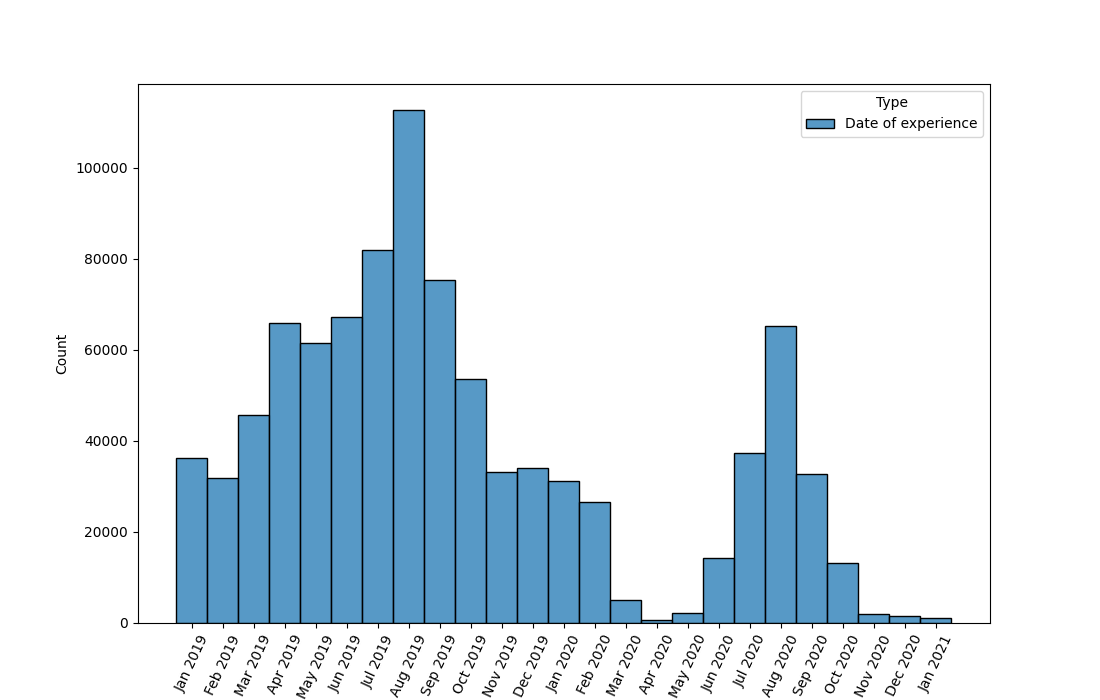 Type
Date of experience
100000
80000
60000
40000
20000
0
Count
Jan 2019
Feb 2019
Mar 2019
Apr 2019
May 2019
Jun 2019
Jul 2019
Aug 2019
Sep 2019
Oct 2019
Nov 2019
Dec 2019
Jan 2020
Feb 2020
Mar 2020
Apr 2020
May 2020
Jun 2020
Jul 2020
Aug 2020
Sep 2020
Oct 2020
Nov 2020
Dec 2020
Jan 2021